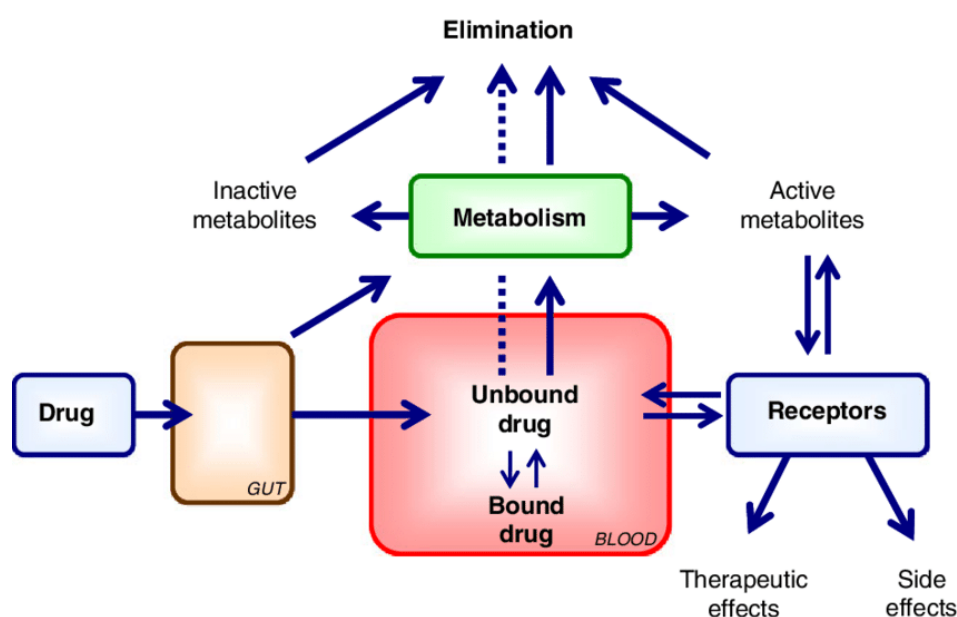 Elimination
Inactive
metabolites
Metabolism
Active
metabolites
Drug
GUT
Unbound
drug
Bound
drug
BLOOD
Receptors
Therapeutic
effects
Side
effects